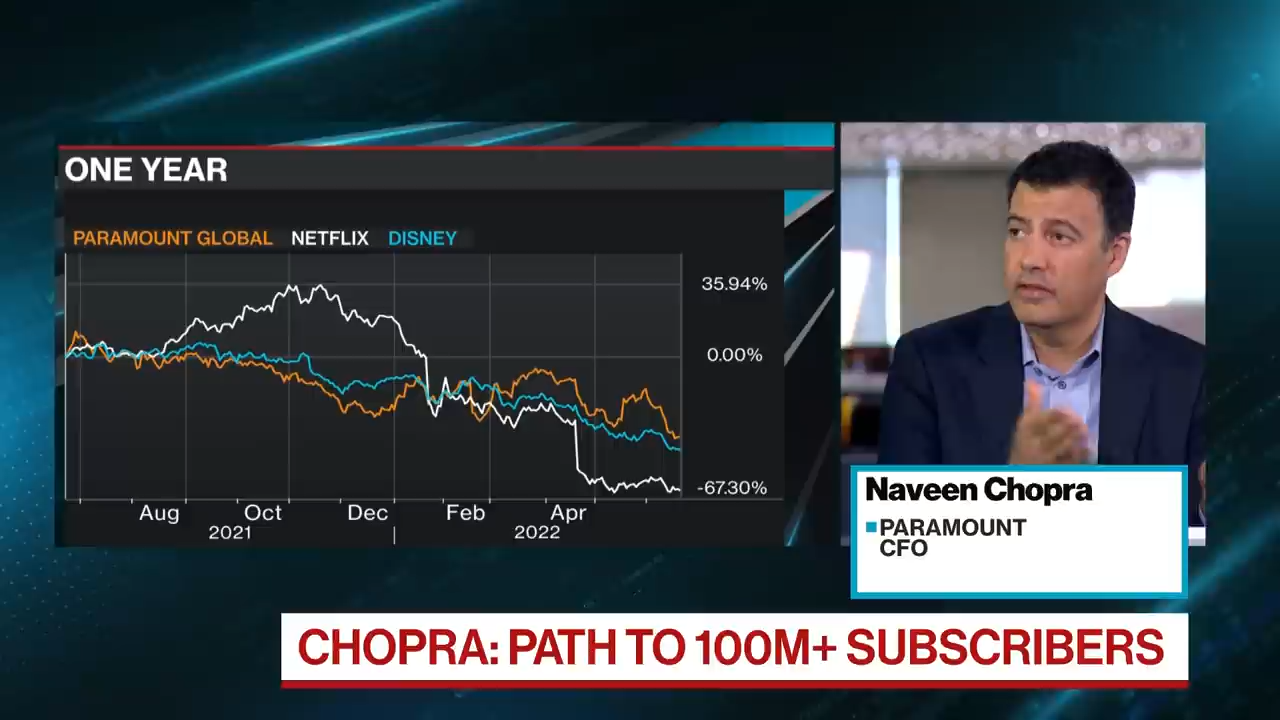 ONE YEAR
PARAMOUNT GLOBAL NETFLIX DISNEY
35.94%
0.00%
-67.30%
Aug Oct Dec Feb Apr
2021 2022
Naveen Chopra
PARAMOUNT
CFO
CHOPRA: PATH TO 100M+ SUBSCRIBERS